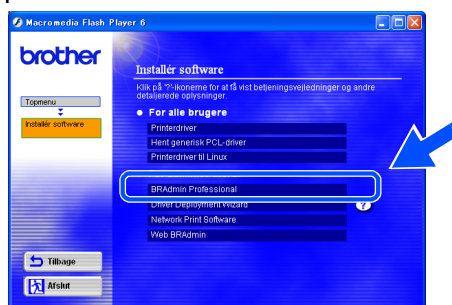 Macromedia Flash Player 6
brother
Installér software
Klik på '?'-ikonerne for at få vist betjeningsvejledninger og andre
detaljerede oplysninger.
Topmenu
Installér software
For alle brugere
Printerdriver
Hent generisk PCL-driver
Printerdriver til Linux
BRAdmin Professional
Driver Deployment Wizard
?
Network Print Software
Web BRAdmin
Tilbage
Afslut